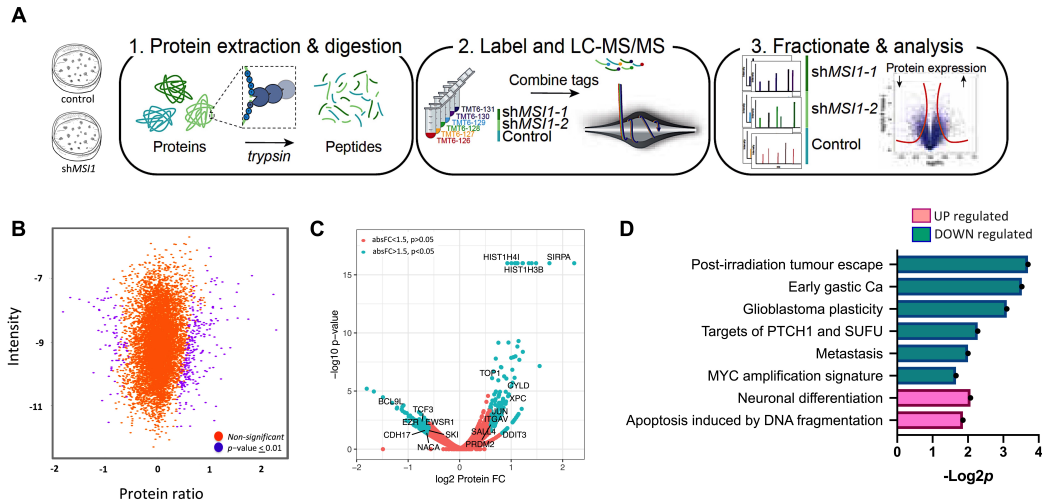 A
control
shMSI1
1. Protein extraction & digestion
Proteins
trypsin
Peptides
2. Label and LC-MS/MS
Combine tags
TMT6-131
TMT6-130
TMT6-129
TMT6-128
TMT6-127
TMT6-126
shMSI1-1
shMSI1-2
Control
3. Fractionate & analysis
shMSI1-1
shMSI1-2
Control
Protein expression
B
Intensity
-7
-9
-9
-11
Non-significant
p-value ≤ 0.01
-2 -1 0 1 2
Protein ratio
C
absFC<1.5, p>0.05
absFC>1.5, p<0.05
−log10 p−value
15
10
5
0
HIST1H4I
SIRPA
HIST1H3B
TOP1
CYLD
XPC
BCL9L
TCF3
JUN
EZR
EWSR1
ITGAV
CDH17
SKI
SALL4
DDIT3
NACA
PRDM2
−2 −1 0 1 2
log2 Protein FC
D
UP regulated
DOWN regulated
Post-irradiation tumour escape
Early gastic Ca
Glioblastoma plasticity
Targets of PTCH1 and SUFU
Metastasis
MYC amplification signature
Neuronal differentiation
Apoptosis induced by DNA fragmentation
0 1 2 3 4
-Log2p